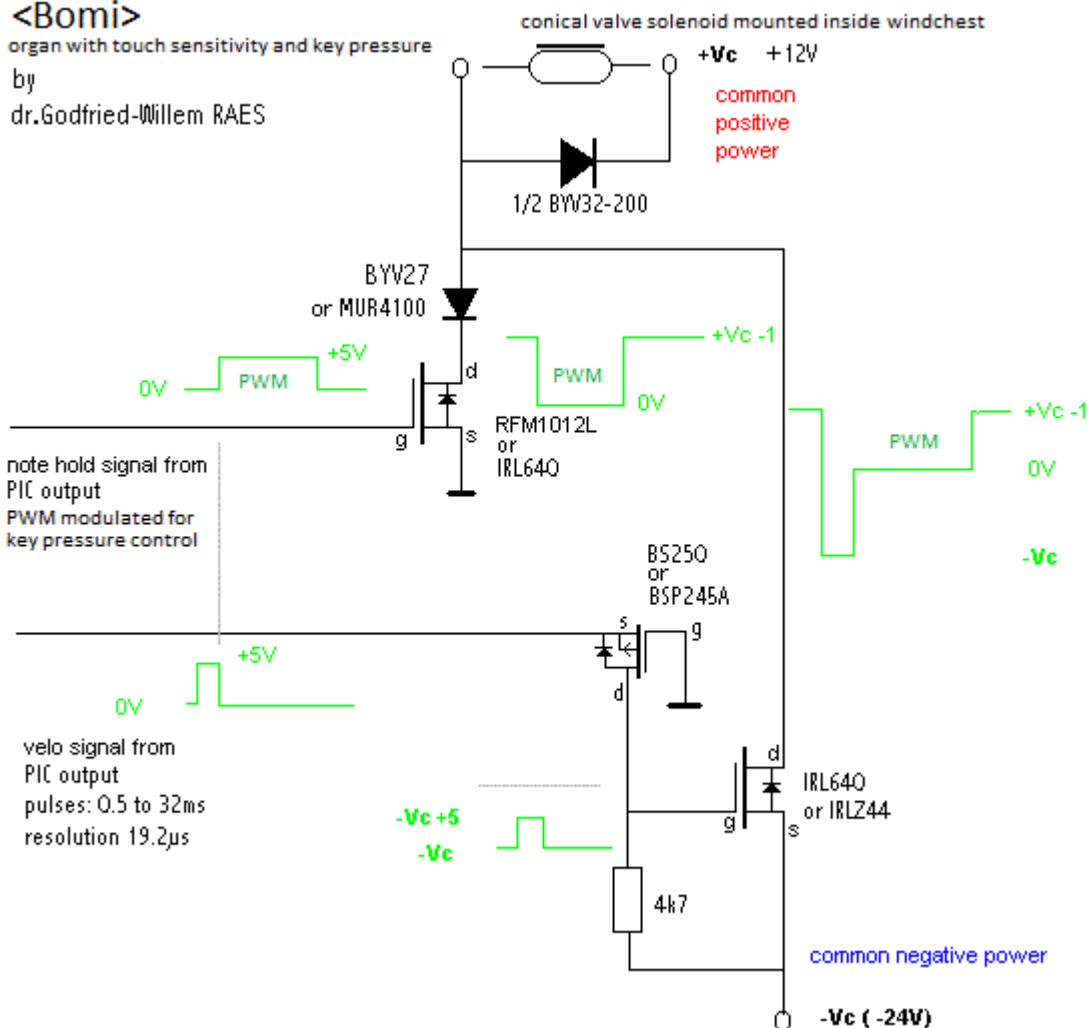 <Bomi>
organ with touch sensitivity and key pressure
by
dr.Godfried-Willem RAES
conical valve solenoid mounted inside windchest
+Vc +12V
common
positive
power
1/2 BYV32-200
BYV27
or MUR4100
+5V
0V
PWM
d
g
s
RFM1012L
or
IRL640
+Vc -1
PWM
0V
+Vc -1
PWM
0V
-Vc
note hold signal from
PIC output
PWM modulated for
key pressure control
BS250
or
BSP245A
s
g
d
+5V
0V
velo signal from
PIC output
pulses: 0.5 to 32ms
resolution 19.2µs
-Vc +5
-Vc
d
g
s
IRL640
or IRLZ44
4k7
common negative power
-Vc ( -24V)